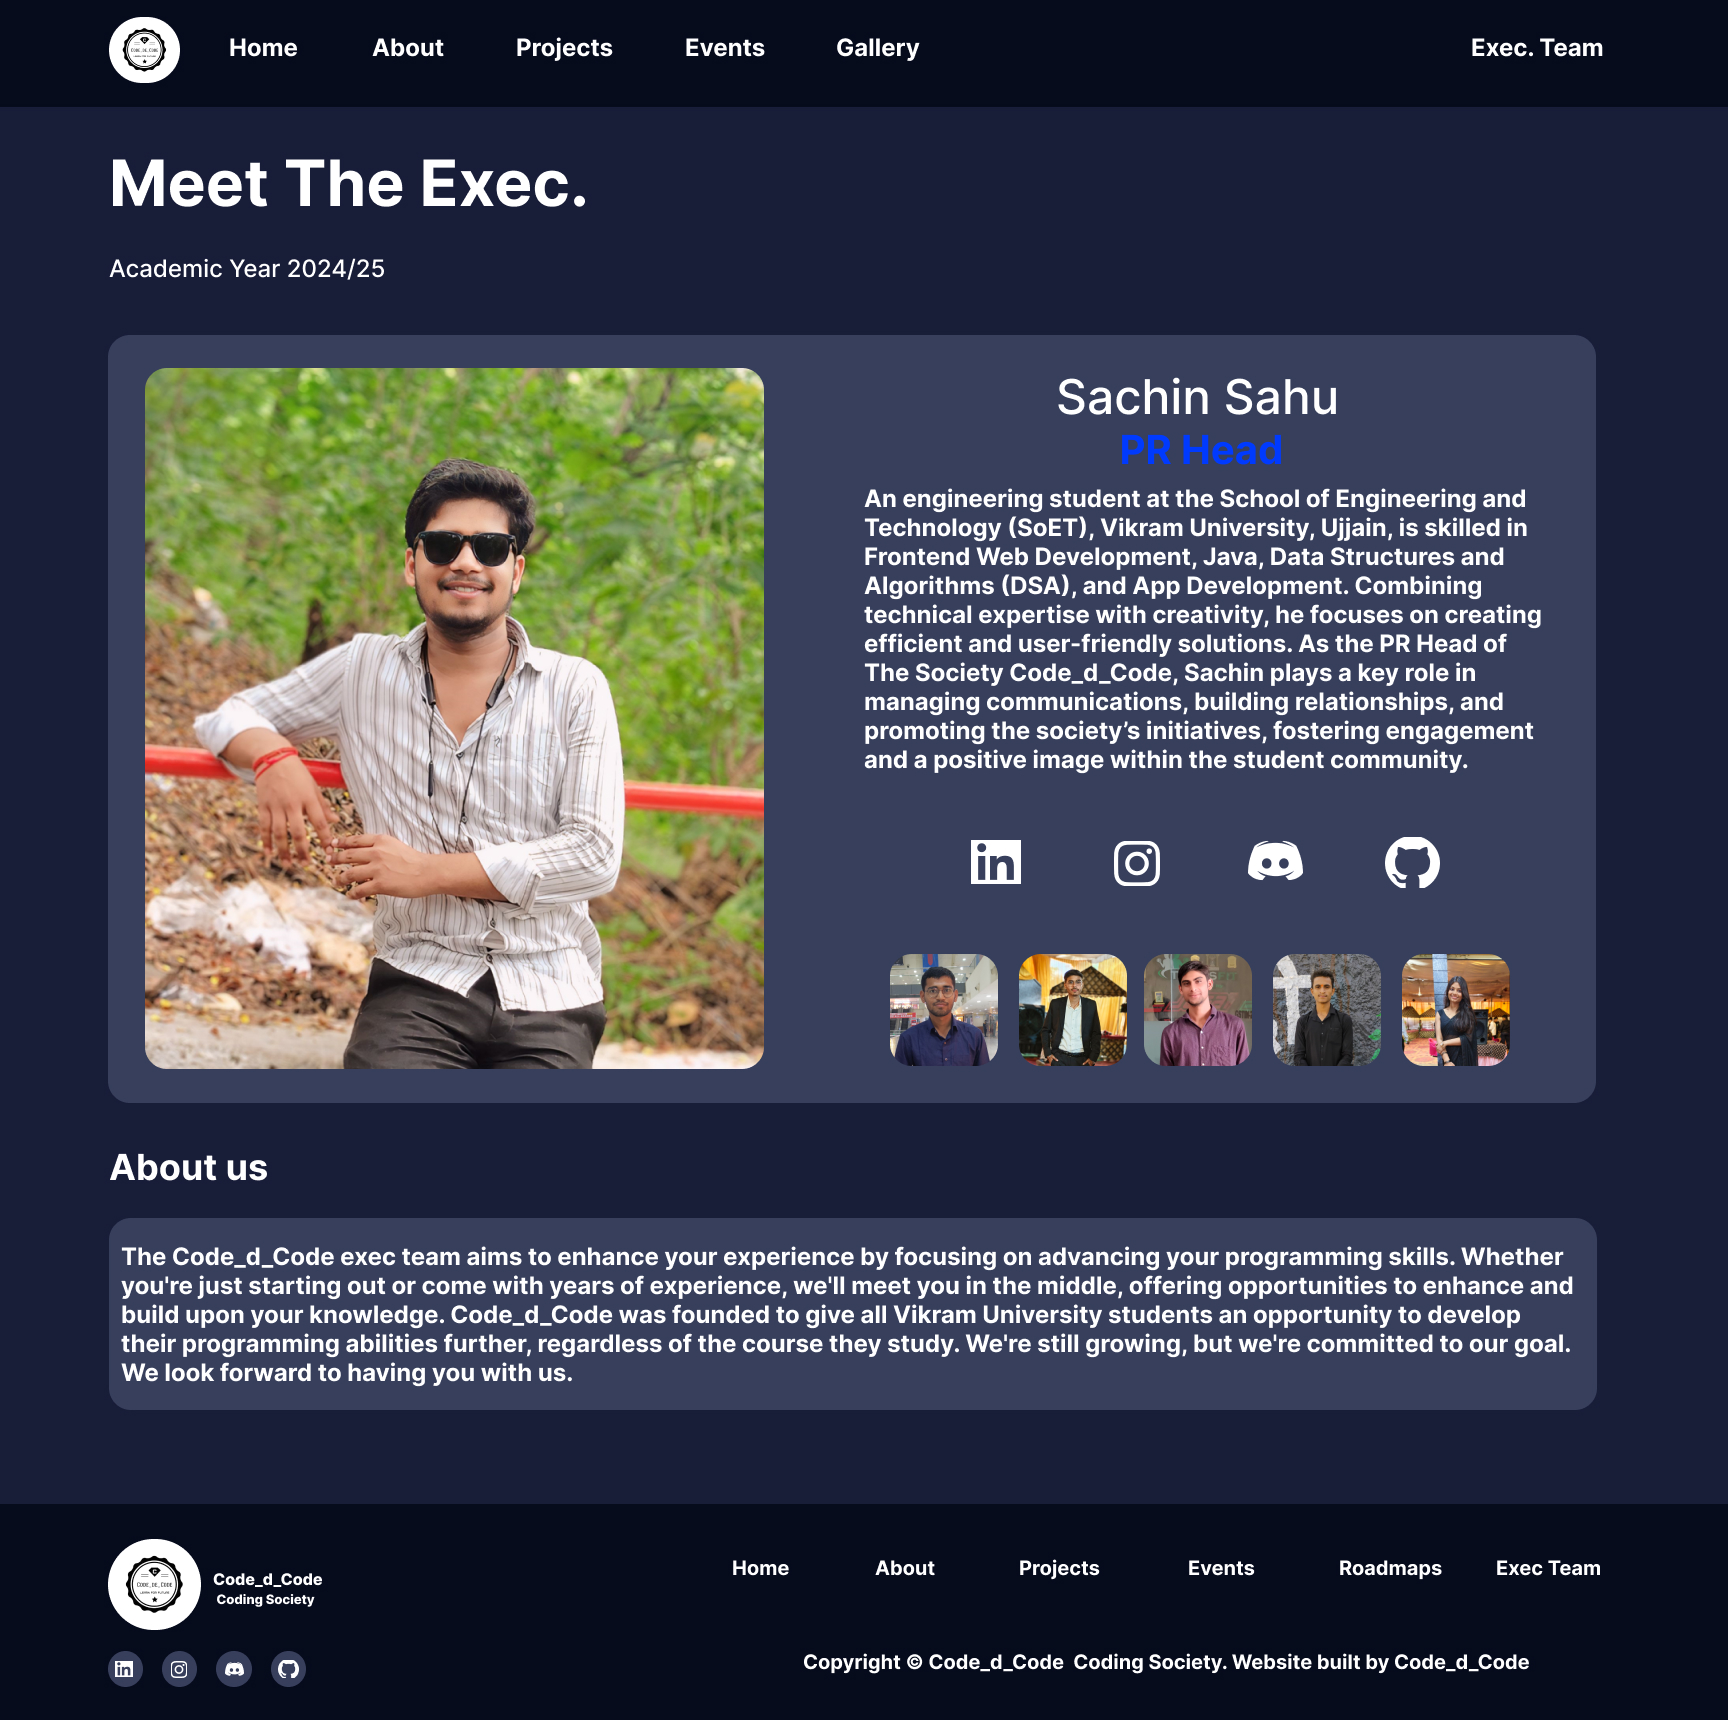 CODE_DE_CODE
Home
About
Projects
Events
Gallery
Exec. Team
Meet The Exec.
Academic Year 2024/25
Sachin Sahu
PR Head
An engineering student at the School of Engineering and
Technology (SoET), Vikram University, Ujjain, is skilled in
Frontend Web Development, Java, Data Structures and
Algorithms (DSA), and App Development. Combining
technical expertise with creativity, he focuses on creating
efficient and user-friendly solutions. As the PR Head of
The Society Code_d_Code, Sachin plays a key role in
managing communications, building relationships, and
promoting the society’s initiatives, fostering engagement
and a positive image within the student community.
About us
The Code_d_Code exec team aims to enhance your experience by focusing on advancing your programming skills. Whether
you're just starting out or come with years of experience, we'll meet you in the middle, offering opportunities to enhance and
build upon your knowledge. Code_d_Code was founded to give all Vikram University students an opportunity to develop
their programming abilities further, regardless of the course they study. We're still growing, but we're committed to our goal.
We look forward to having you with us.
CODE_DE_CODE
LEARN FOR FUTURE
Code_d_Code
Coding Society
Home
About
Projects
Events
Roadmaps
Exec Team
Copyright © Code_d_Code  Coding Society. Website built by Code_d_Code